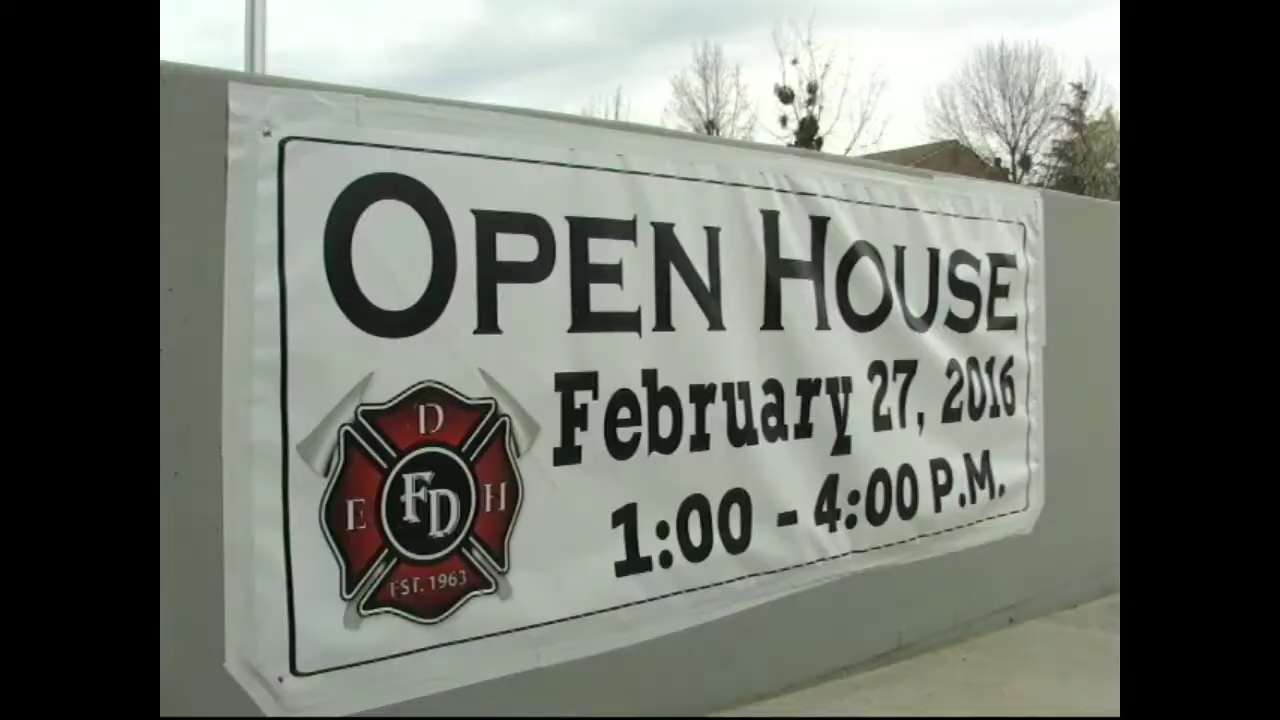 OPEN HOUSE
February 27, 2016
1:00 - 4:00 P.M.
D
E FD H
EST. 1963